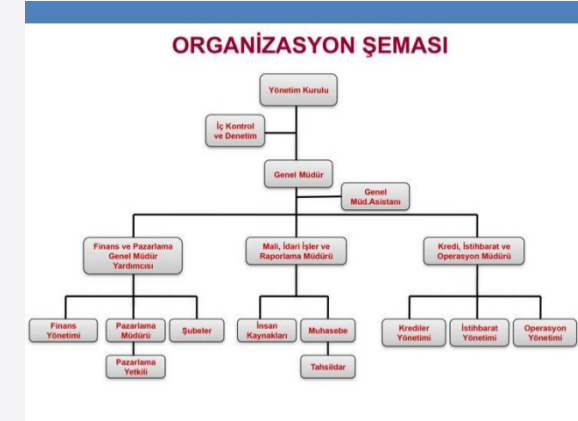 ORGANİZASYON ŞEMASI
Yönetim Kurulu
İç Kontrol
ve Denetim
Genel Müdür
Genel
Müd.Asistanı
Finans ve Pazarlama
Genel Müdür
Yardımcısı
Mali, İdari İşler ve
Raporlama Müdürü
Kredi, İstihbarat ve
Operasyon Müdürü
Finans
Yönetimi
Pazarlama
Müdürü
Şubeler
İnsan
Kaynakları
Muhasebe
Krediler
Yönetimi
İstihbarat
Yönetimi
Operasyon
Yönetimi
Pazarlama
Yetkili
Tahsildar